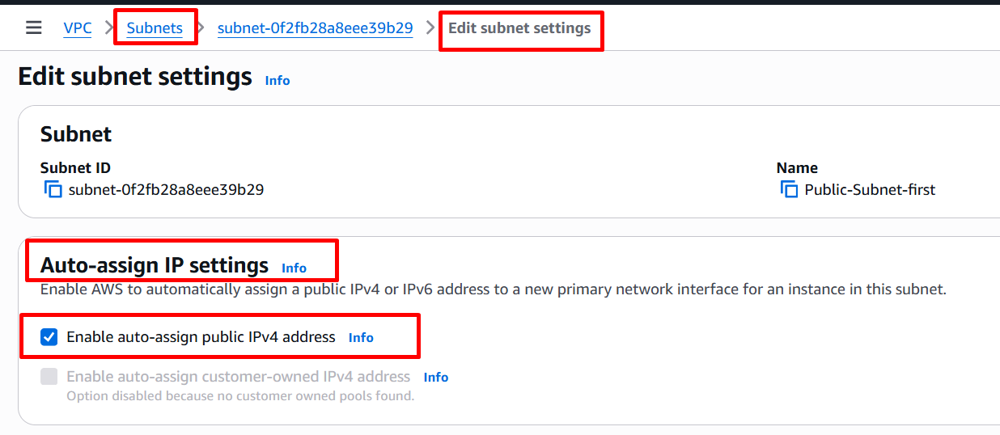 VPC > Subnets > subnet-0f2fb28a8eee39b29 > Edit subnet settings
Edit subnet settings Info
Subnet
Subnet ID Name
subnet-0f2fb28a8eee39b29 Public-Subnet-first
Auto-assign IP settings Info
Enable AWS to automatically assign a public IPv4 or IPv6 address to a new primary network interface for an instance in this subnet.
Enable auto-assign public IPv4 address Info
Enable auto-assign customer-owned IPv4 address Info
Option disabled because no customer owned pools found.